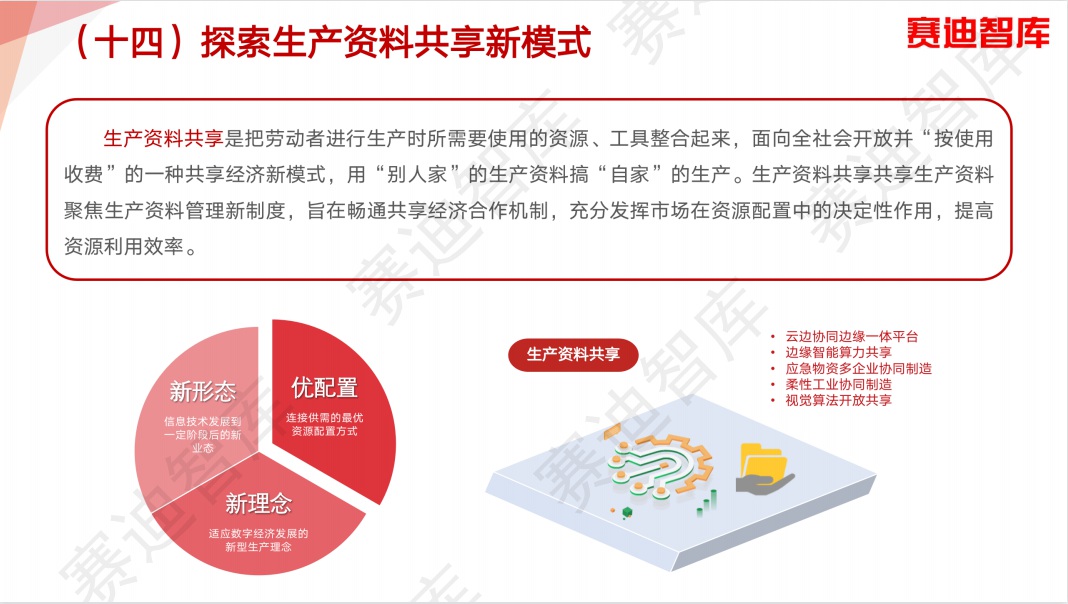 （十四）探索生产资料共享新模式
赛迪智库
生产资料共享是把劳动者进行生产时所需要使用的资源、工具整合起来，面向全社会开放并“按使用
收费”的一种共享经济新模式，用“别人家”的生产资料搞“自家”的生产。生产资料共享共享生产资料
聚焦生产资料管理新制度，旨在畅通共享经济合作机制，充分发挥市场在资源配置中的决定性作用，提高
资源利用效率。
新形态
信息技术发展到
一定阶段后的新
业态
优配置
连接供需的最优
资源配置方式
新理念
适应数字经济发展的
新型生产理念
生产资料共享
• 云边协同边缘一体平台
• 边缘智能算力共享
• 应急物资多企业协同制造
• 柔性工业协同制造
• 视觉算法开放共享
赛迪智库
赛迪智库
赛迪智库
赛迪智库